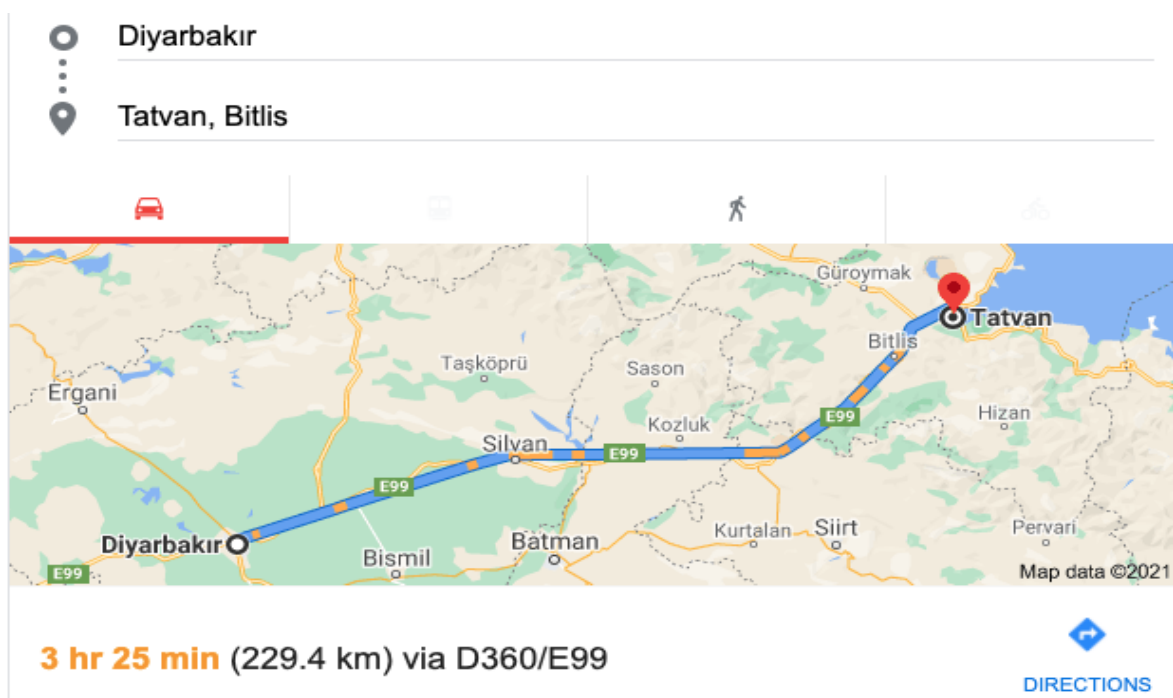 Diyarbakır
Tatvan, Bitlis
Güroymak
Tatvan
Bitlis
Taşköprü
Sason
Ergani
Hizan
E99
Kozluk
Silvan
E99
E99
Diyarbakır
Batman
Kurtalan
Siirt
Pervari
Bismil
E99
Map data ©2021
3 hr 25 min (229.4 km) via D360/E99
DIRECTIONS